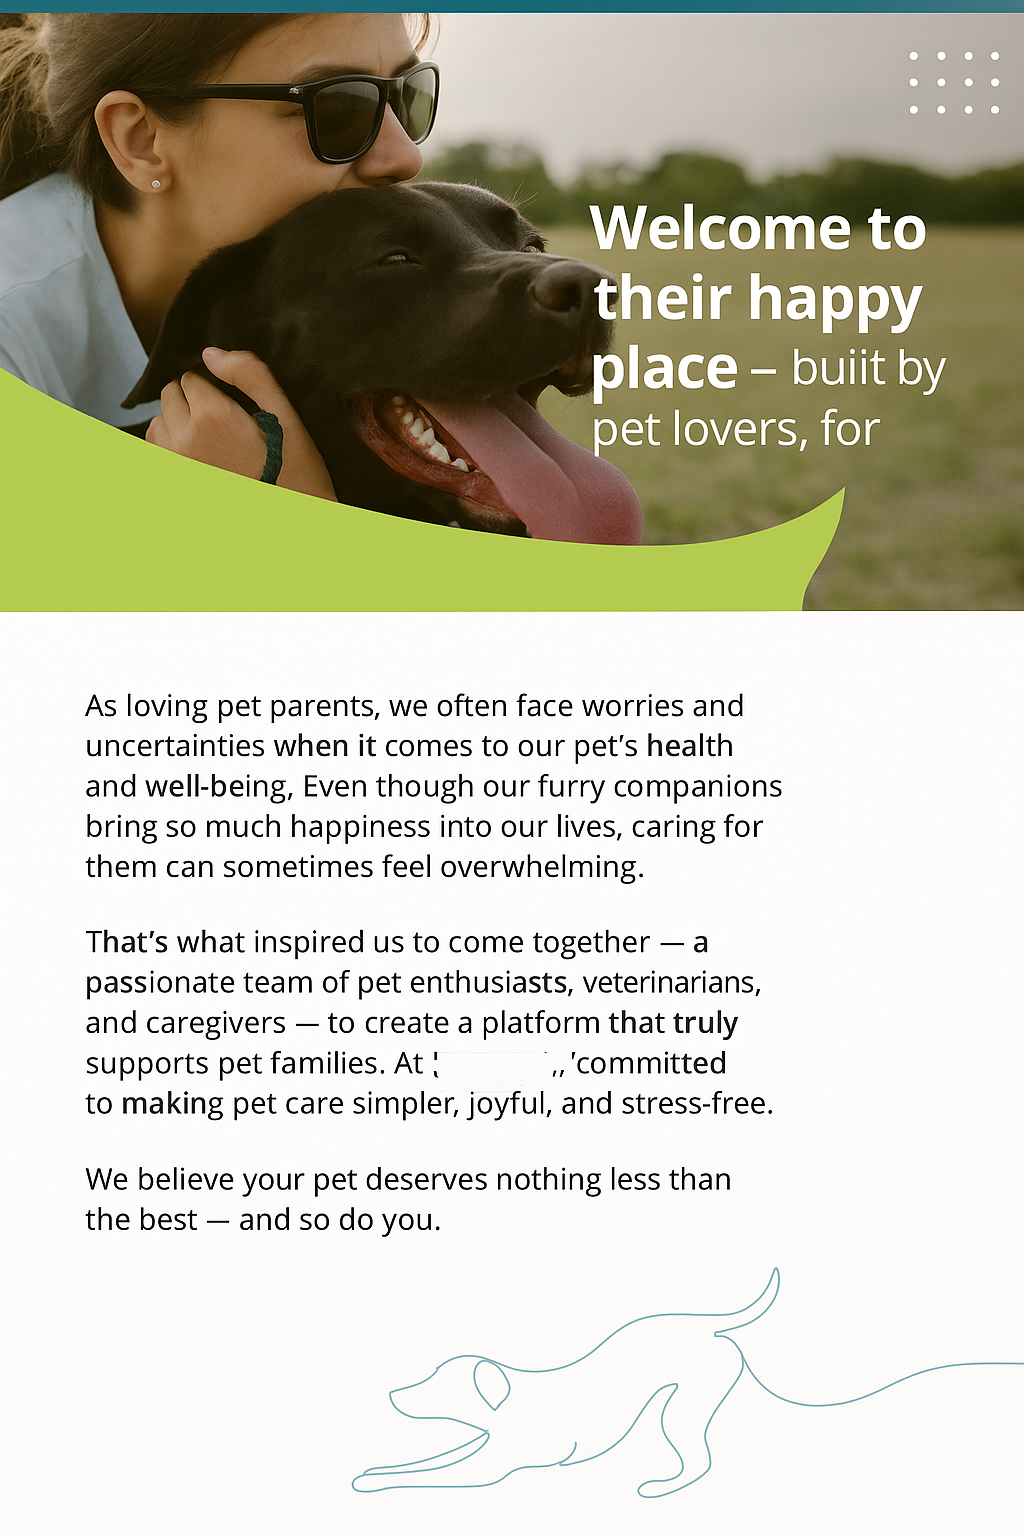 Welcome to
their happy
place – buiit by
pet lovers, for
As loving pet parents, we often face worries and
uncertainties when it comes to our pet’s health
and well-being, Even though our furry companions
bring so much happiness into our lives, caring for
them can sometimes feel overwhelming.
That’s what inspired us to come together — a
passionate team of pet enthusiasts, veterinarians,
and caregivers — to create a platform that truly
supports pet families. At ,, ’committed
to making pet care simpler, joyful, and stress-free.
We believe your pet deserves nothing less than
the best — and so do you.